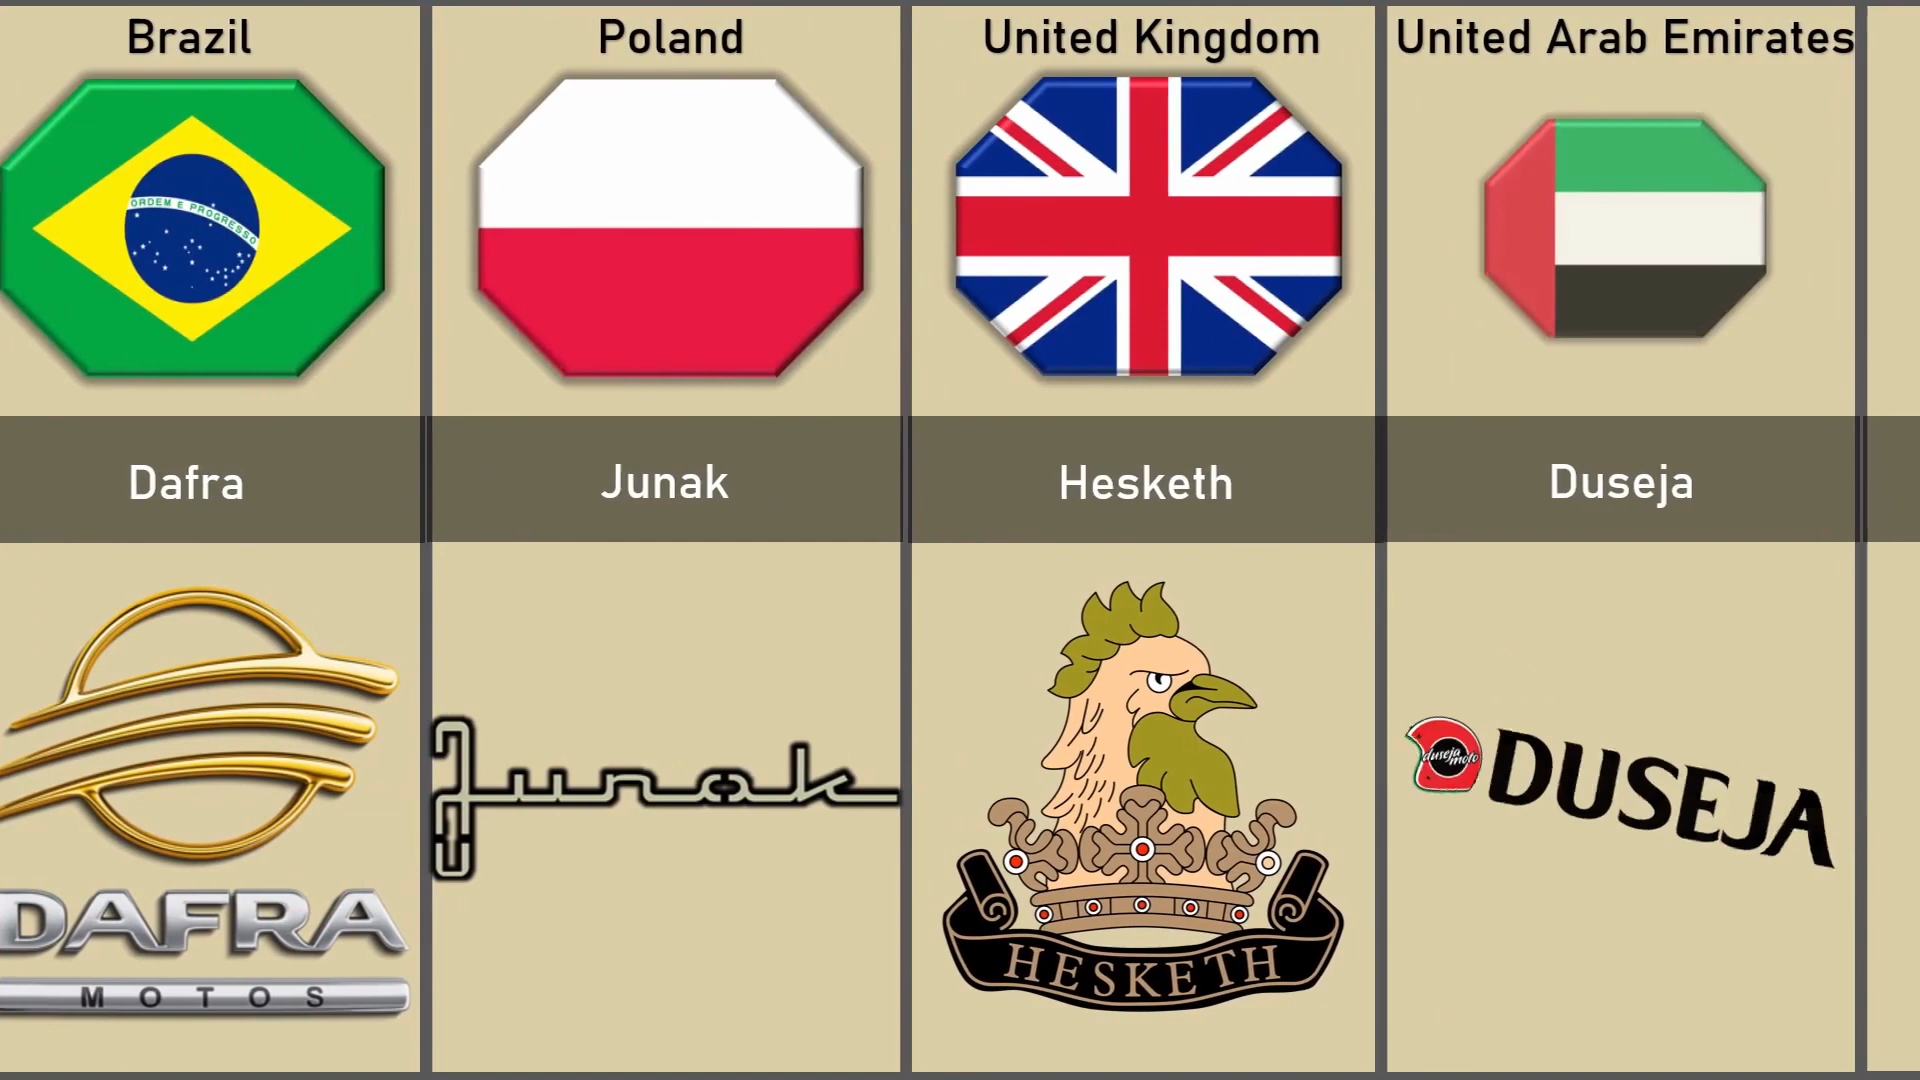 Brazil
ORDEM E PROGRESSO
Dafra
DAFRA
MOTOS
Poland
Junak
Junak
United Kingdom
Hesketh
HESKETH
United Arab Emirates
Duseja
duseja
moto
DUSEJA